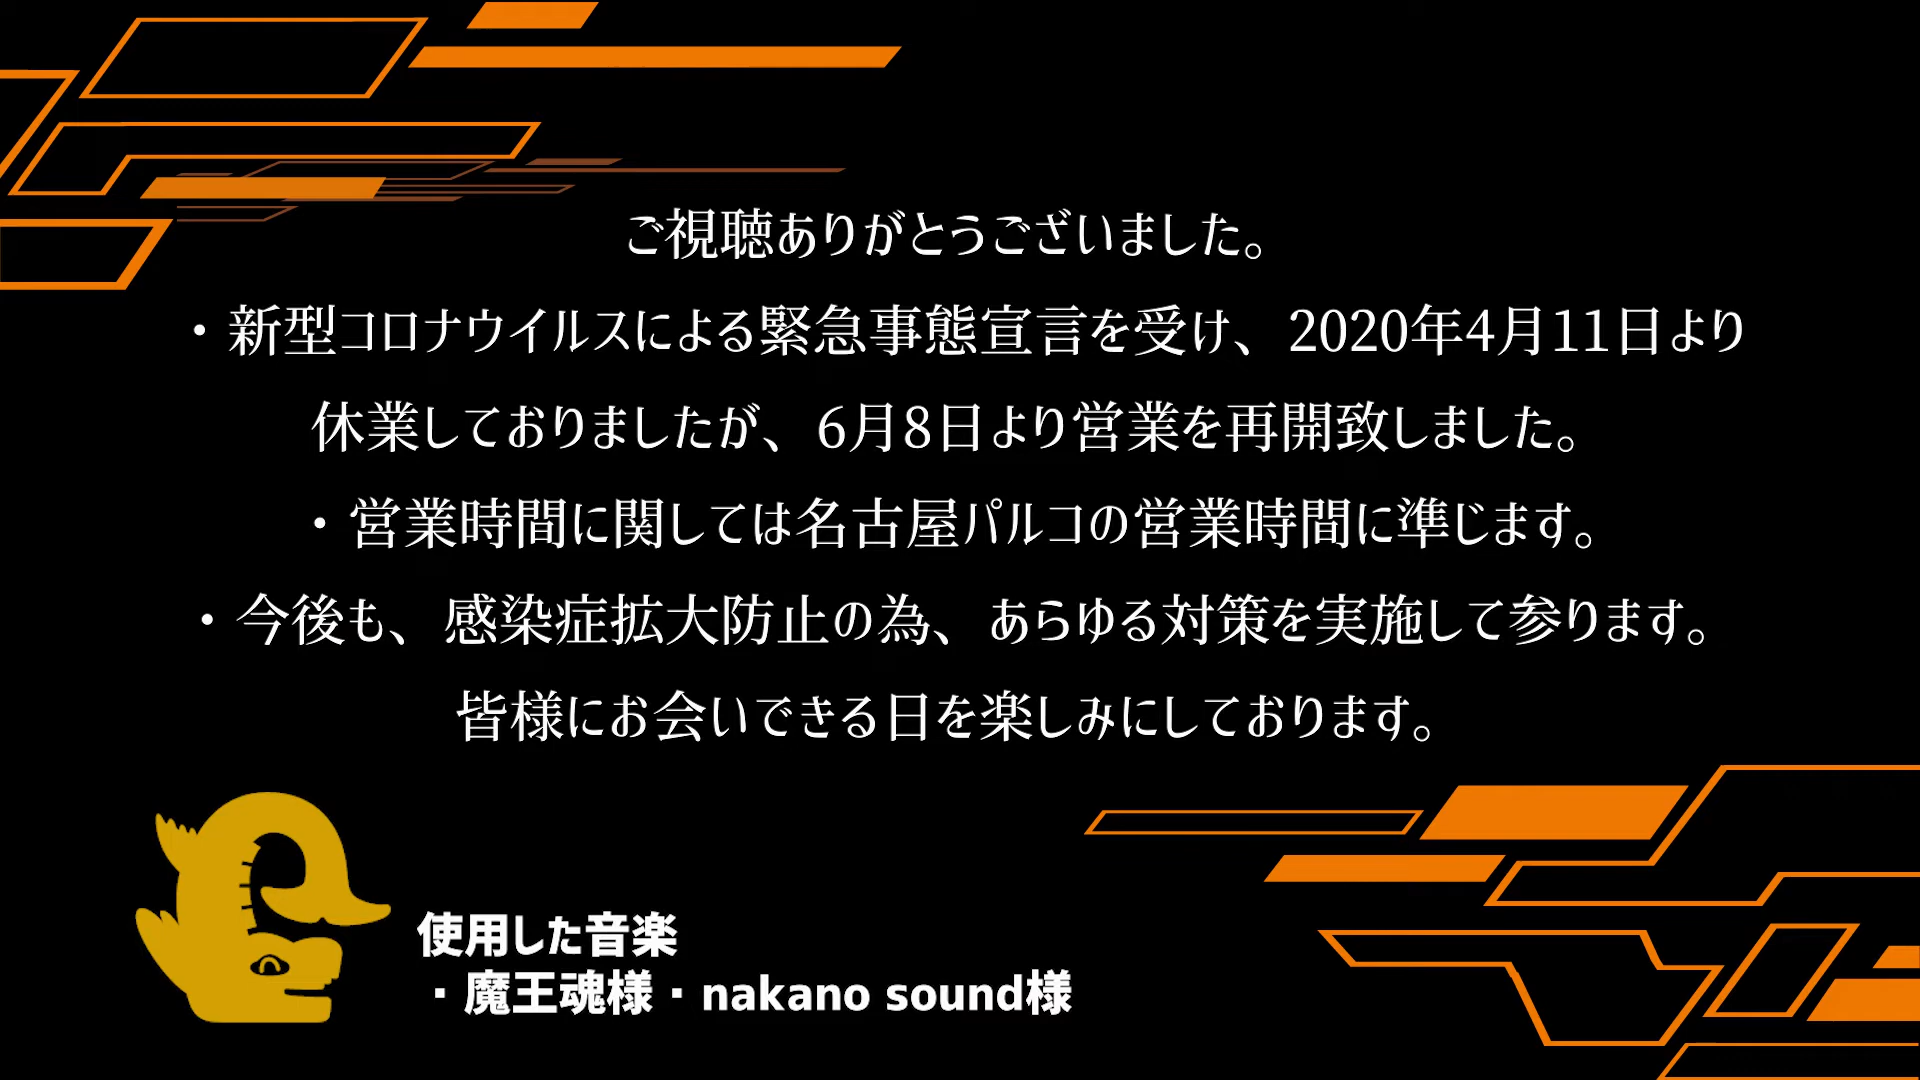 ご視聴ありがとうございました。
・新型コロナウイルスによる緊急事態宣言を受け、2020年4月11日より
休業しておりましたが、6月8日より営業を再開致しました。
・営業時間に関しては名古屋パルコの営業時間に準じます。
・今後も、感染症拡大防止の為、あらゆる対策を実施して参ります。
皆様にお会いできる日を楽しみにしております。
使用した音楽
・魔王魂様・nakano sound様